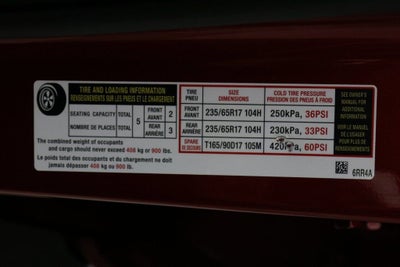 TIRE AND LOADING INFORMATION
RENSEIGNEMENTS SUR LES PNEUS ET LE CHARGEMENT
SEATING CAPACITY TOTAL 5 FRONT AVANT 2
NOMBRE DE PLACES TOTAL REAR ARRIÈRE 3
The combined weight of occupants
and cargo should never exceed 408 kg or 900 lbs.
Le poids total des occupants et du chargement ne doit
jamais dépasser 408 kg ou 900 lbs.
TIRE PNEU SIZE DIMENSIONS COLD TIRE PRESSURE PRESSION DES PNEUS À FROID
FRONT AVANT 235/65R17 104H 250kPa, 36PSI
REAR ARRIÈRE 235/65R17 104H 230kPa, 33PSI
SPARE DE SECOURS T165/90D17 105M 420kPa, 60PSI
SEE OWNER'S
MANUAL FOR
ADDITIONAL
INFORMATION
VOIR LE MANUEL
DE L'USAGER
POUR PLUS DE
RENSEIGNEMENTS
6RR4A